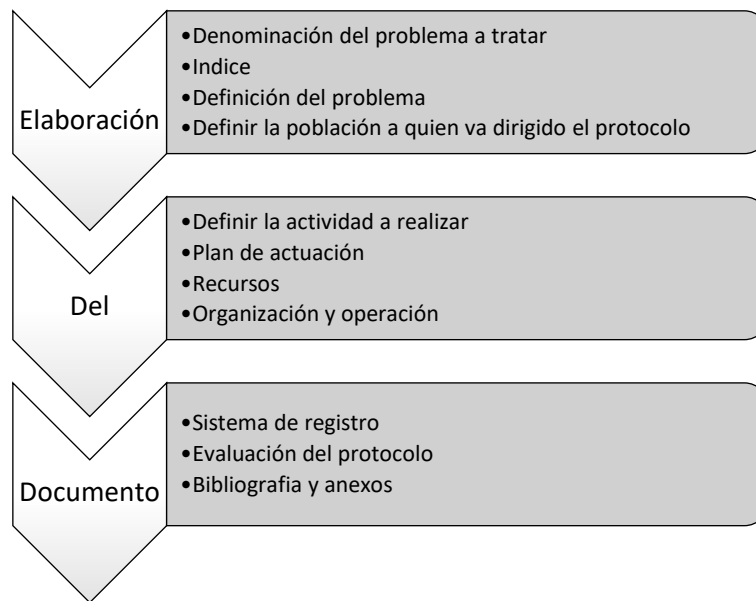 Elaboración
•Denominación del problema a tratar
•Indice
•Definición del problema
•Definir la población a quien va dirigido el protocolo
Del
•Definir la actividad a realizar
•Plan de actuación
•Recursos
•Organización y operación
Documento
•Sistema de registro
•Evaluación del protocolo
•Bibliografia y anexos